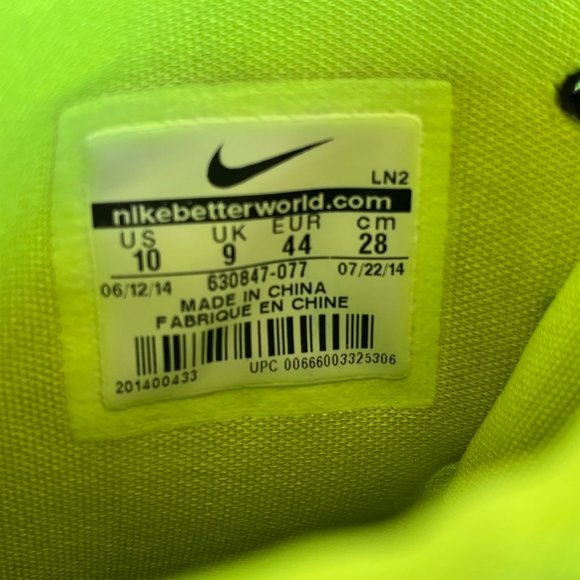 LN2
nikebetterworld.com
US UK EUR cm
10 9 44 28
06/12/14 630847-077 07/22/14
MADE IN CHINA
FABRIQUE EN CHINE
UPC 00666003325306
201400433